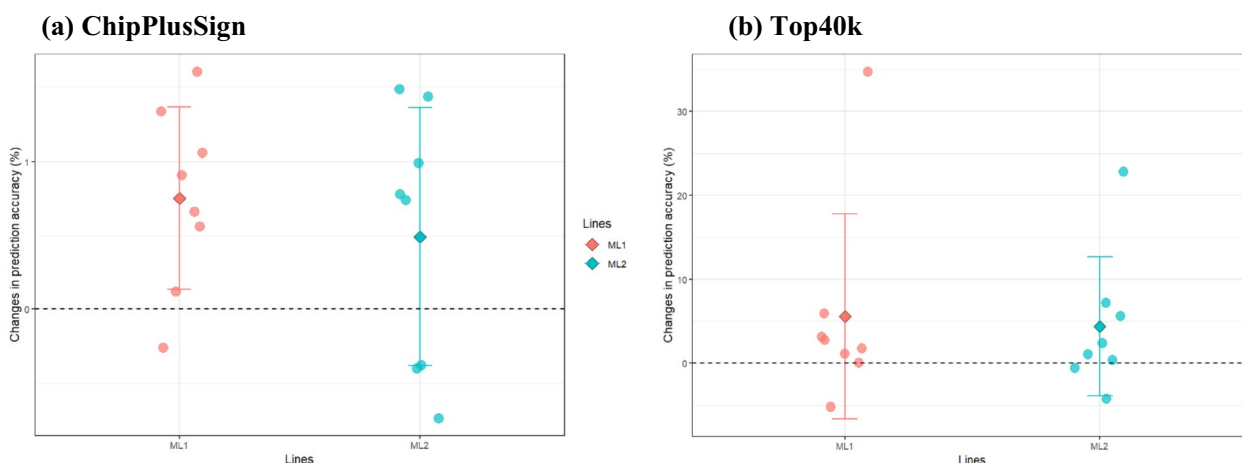 (a) ChipPlusSign
Changes in prediction accuracy (%)
1
0
ML1
ML2
Lines
Lines
ML1
ML2
(b) Top40k
Changes in prediction accuracy (%)
30
20
10
0
ML1
ML2
Lines